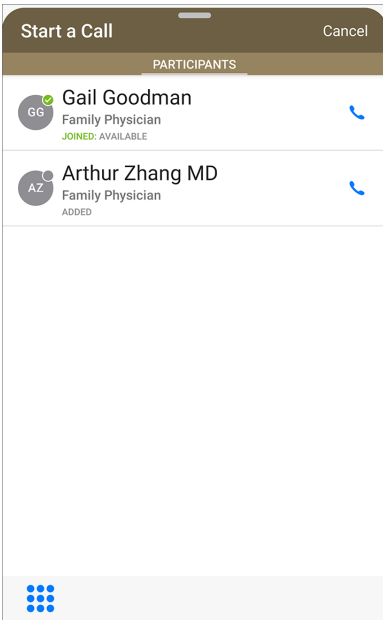 Start a Call
Cancel
PARTICIPANTS
GG
Gail Goodman
Family Physician
JOINED: AVAILABLE
AZ
Arthur Zhang MD
Family Physician
ADDED